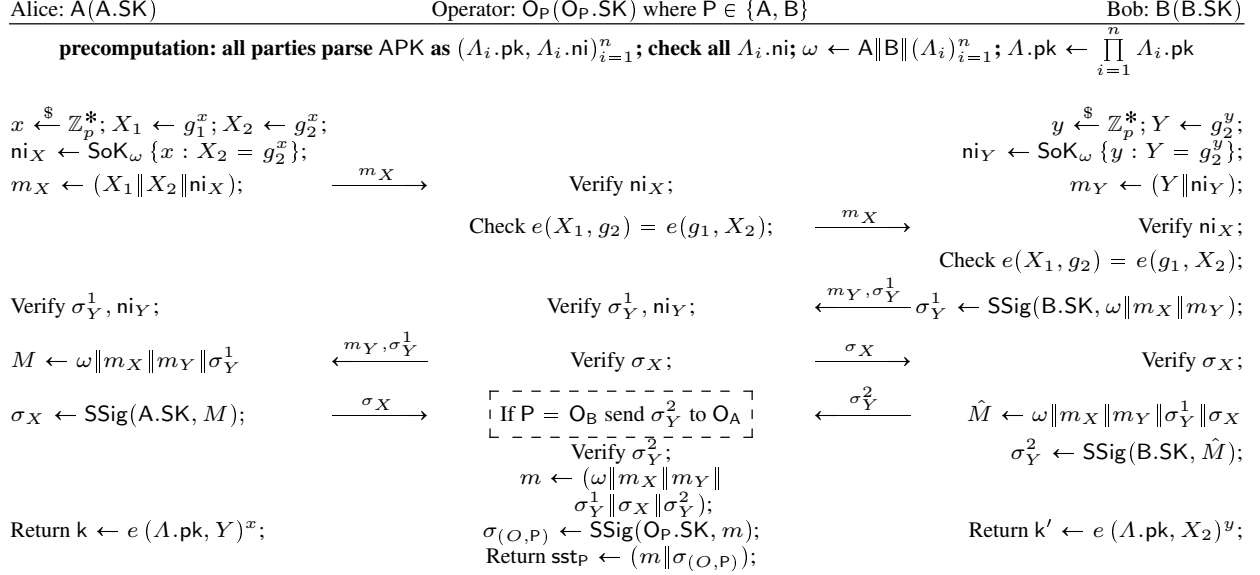 Alice: A(A.SK) Operator: O_P(O_P.SK) where P ∈ {A, B} Bob: B(B.SK)
precomputation: all parties parse APK as (Λ_i.pk, Λ_i.ni)_{i=1}^n; check all Λ_i.ni; ω ← A∥B∥(Λ_i)_{i=1}^n; Λ.pk ← ∏_{i=1}^n Λ_i.pk
x ←$ ℤ_p^*; X_1 ← g_1^x; X_2 ← g_2^x; y ←$ ℤ_p^*; Y ← g_2^y;
ni_X ← SoK_ω {x : X_2 = g_2^x}; ni_Y ← SoK_ω {y : Y = g_2^y};
m_X ← (X_1∥X_2∥ni_X); —m_X→ Verify ni_X; m_Y ← (Y∥ni_Y);
Check e(X_1, g_2) = e(g_1, X_2); —m_X→ Verify ni_X;
Check e(X_1, g_2) = e(g_1, X_2);
Verify σ_Y^1, ni_Y; Verify σ_Y^1, ni_Y; ←m_Y, σ_Y^1— σ_Y^1 ← SSig(B.SK, ω∥m_X∥m_Y);
M ← ω∥m_X∥m_Y∥σ_Y^1 ←m_Y, σ_Y^1— Verify σ_X; —σ_X→ Verify σ_X;
σ_X ← SSig(A.SK, M); —σ_X→ If P = O_B send σ_Y^2 to O_A ←σ_Y^2— M̂ ← ω∥m_X∥m_Y∥σ_Y^1∥σ_X
Verify σ_Y^2; σ_Y^2 ← SSig(B.SK, M̂);
m ← (ω∥m_X∥m_Y∥
σ_Y^1∥σ_X∥σ_Y^2);
Return k ← e (Λ.pk, Y)^x; σ_{(O,P)} ← SSig(O_P.SK, m); Return k′ ← e (Λ.pk, X_2)^y;
Return sst_P ← (m∥σ_{(O,P)});